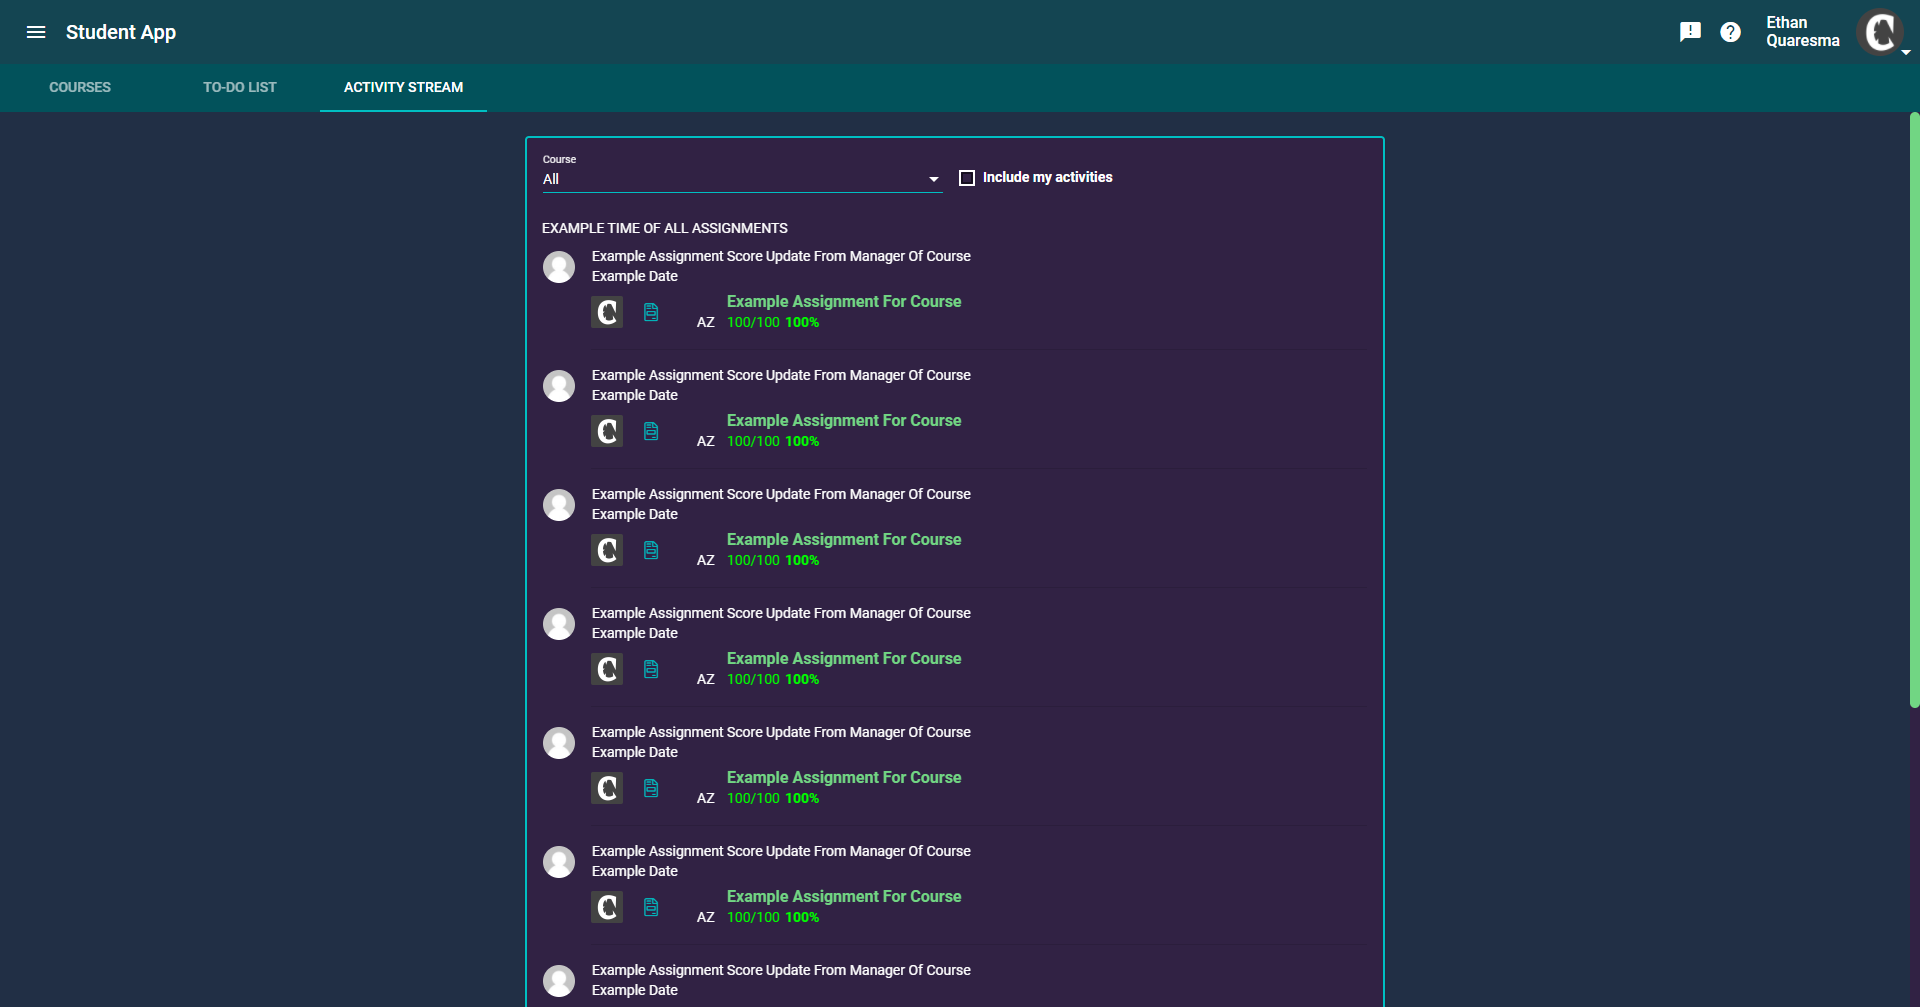 Student App
Ethan
Quaresma
COURSES
TO-DO LIST
ACTIVITY STREAM
Course
All
Include my activities
EXAMPLE TIME OF ALL ASSIGNMENTS
Example Assignment Score Update From Manager Of Course
Example Date
Example Assignment For Course
AZ 100/100 100%
Example Assignment Score Update From Manager Of Course
Example Date
Example Assignment For Course
AZ 100/100 100%
Example Assignment Score Update From Manager Of Course
Example Date
Example Assignment For Course
AZ 100/100 100%
Example Assignment Score Update From Manager Of Course
Example Date
Example Assignment For Course
AZ 100/100 100%
Example Assignment Score Update From Manager Of Course
Example Date
Example Assignment For Course
AZ 100/100 100%
Example Assignment Score Update From Manager Of Course
Example Date
Example Assignment For Course
AZ 100/100 100%
Example Assignment Score Update From Manager Of Course
Example Date